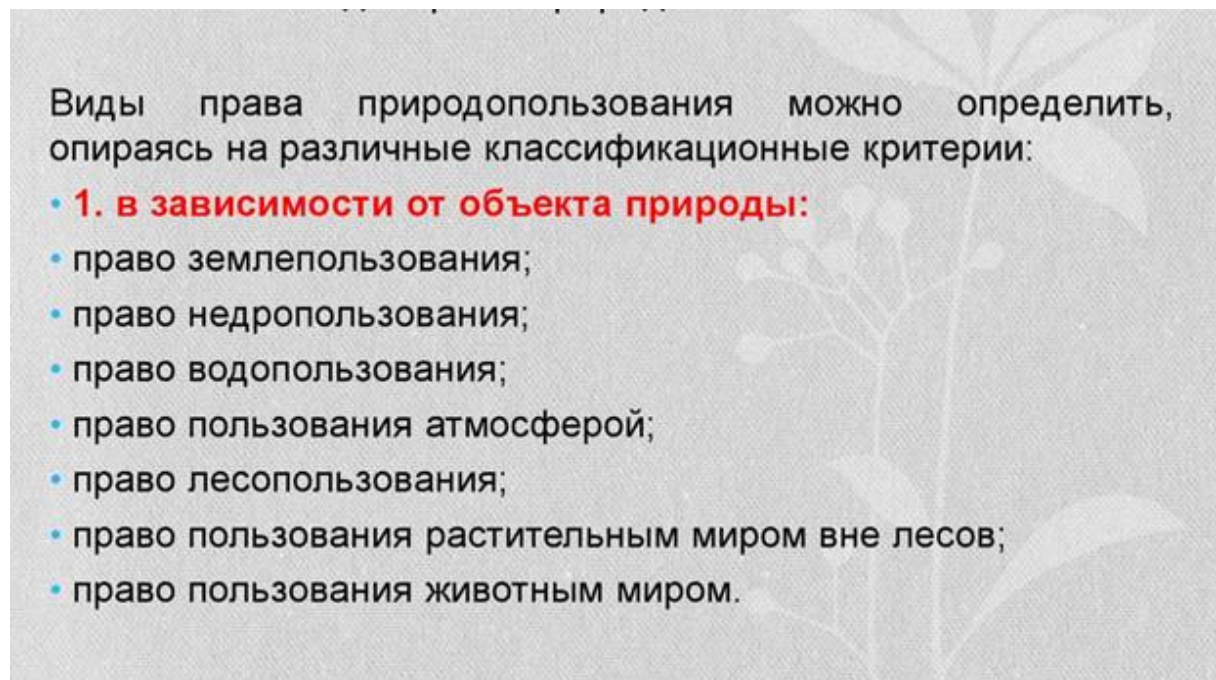 Виды права природопользования можно определить,
опираясь на различные классификационные критерии:
• 1. в зависимости от объекта природы:
• право землепользования;
• право недропользования;
• право водопользования;
• право пользования атмосферой;
• право лесопользования;
• право пользования растительным миром вне лесов;
• право пользования животным миром.